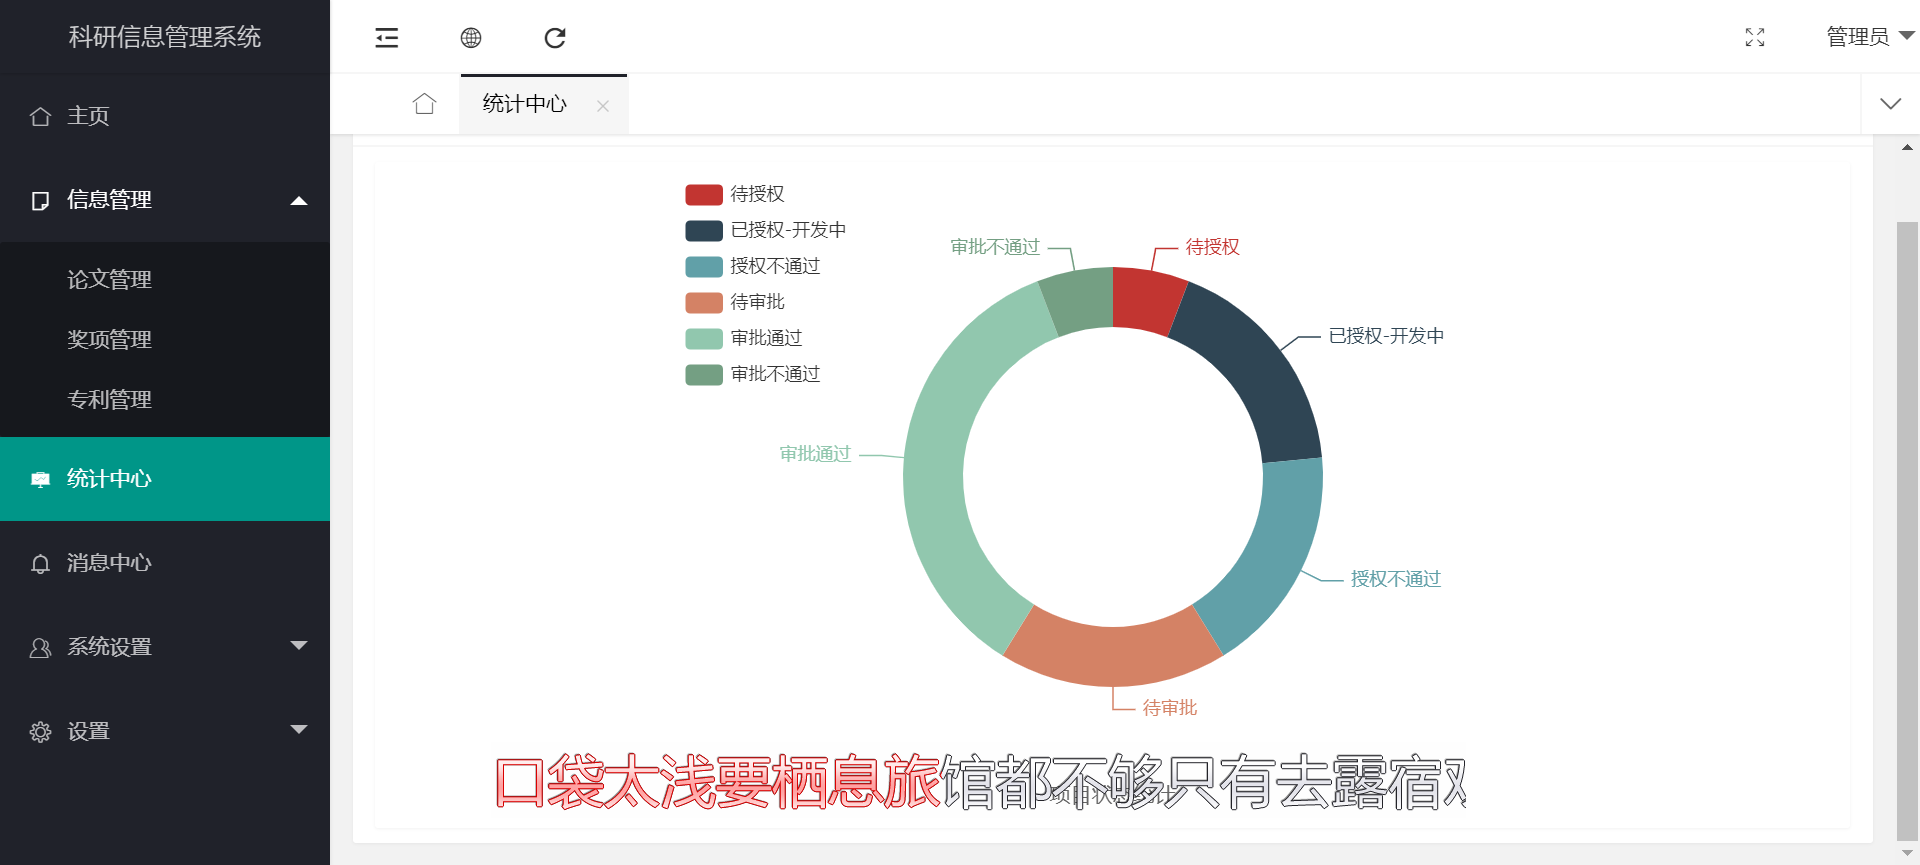 科研信息管理系统
管理员
主页
统计中心
信息管理
论文管理
奖项管理
专利管理
统计中心
消息中心
系统设置
设置
待授权
已授权-开发中
授权不通过
待审批
审批通过
审批不通过
审批不通过
待授权
已授权-开发中
审批通过
授权不通过
待审批
口袋太浅要栖息旅馆都不够只有去露宿
项目状
计